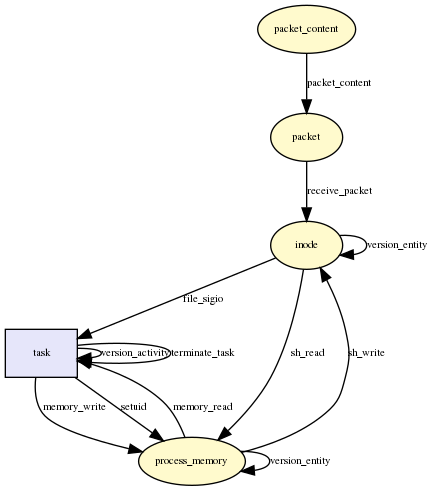 packet_content
packet_content
packet
receive_packet
inode
version_entity
file_sigio
task
version_activity
terminate_task
sh_read
sh_write
memory_write
setuid
memory_read
process_memory
version_entity